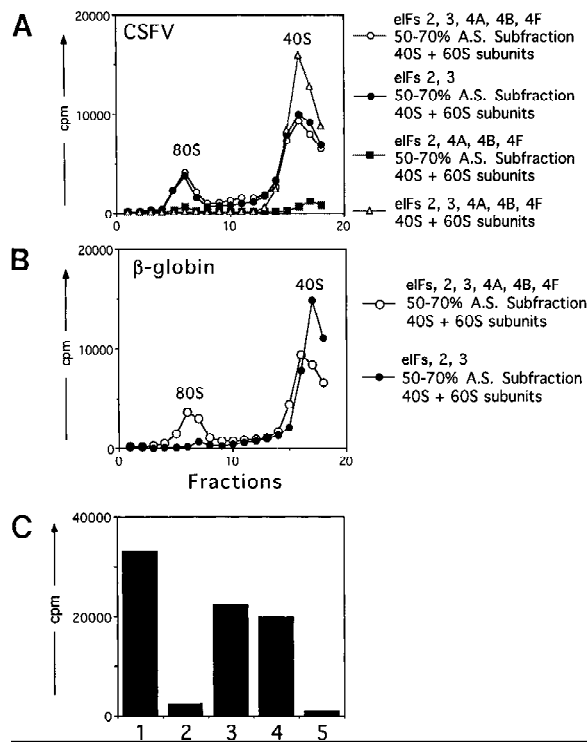 A
CSFV
40S
80S
cpm
20000
10000
0
0
10
20
eIFs 2, 3, 4A, 4B, 4F
50-70% A.S. Subfraction
40S + 60S subunits
eIFs 2, 3
50-70% A.S. Subfraction
40S + 60S subunits
eIFs 2, 4A, 4B, 4F
50-70% A.S. Subfraction
40S + 60S subunits
eIFs 2, 3, 4A, 4B, 4F
40S + 60S subunits
B
β-globin
40S
80S
cpm
20000
10000
0
0
10
20
Fractions
eIFs, 2, 3, 4A, 4B, 4F
50-70% A.S. Subfraction
40S + 60S subunits
eIFs, 2, 3
50-70% A.S. Subfraction
40S + 60S subunits
C
cpm
40000
20000
0
1 2 3 4 5